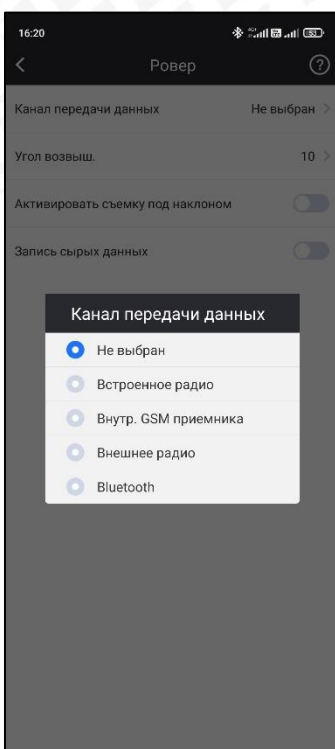 16:20
53
Ровер
?
Канал передачи данных Не выбран
Угол возвыш. 10
Активировать съемку под наклоном
Запись сырых данных
Канал передачи данных
Не выбран
Встроенное радио
Внутр. GSM приемника
Внешнее радио
Bluetooth